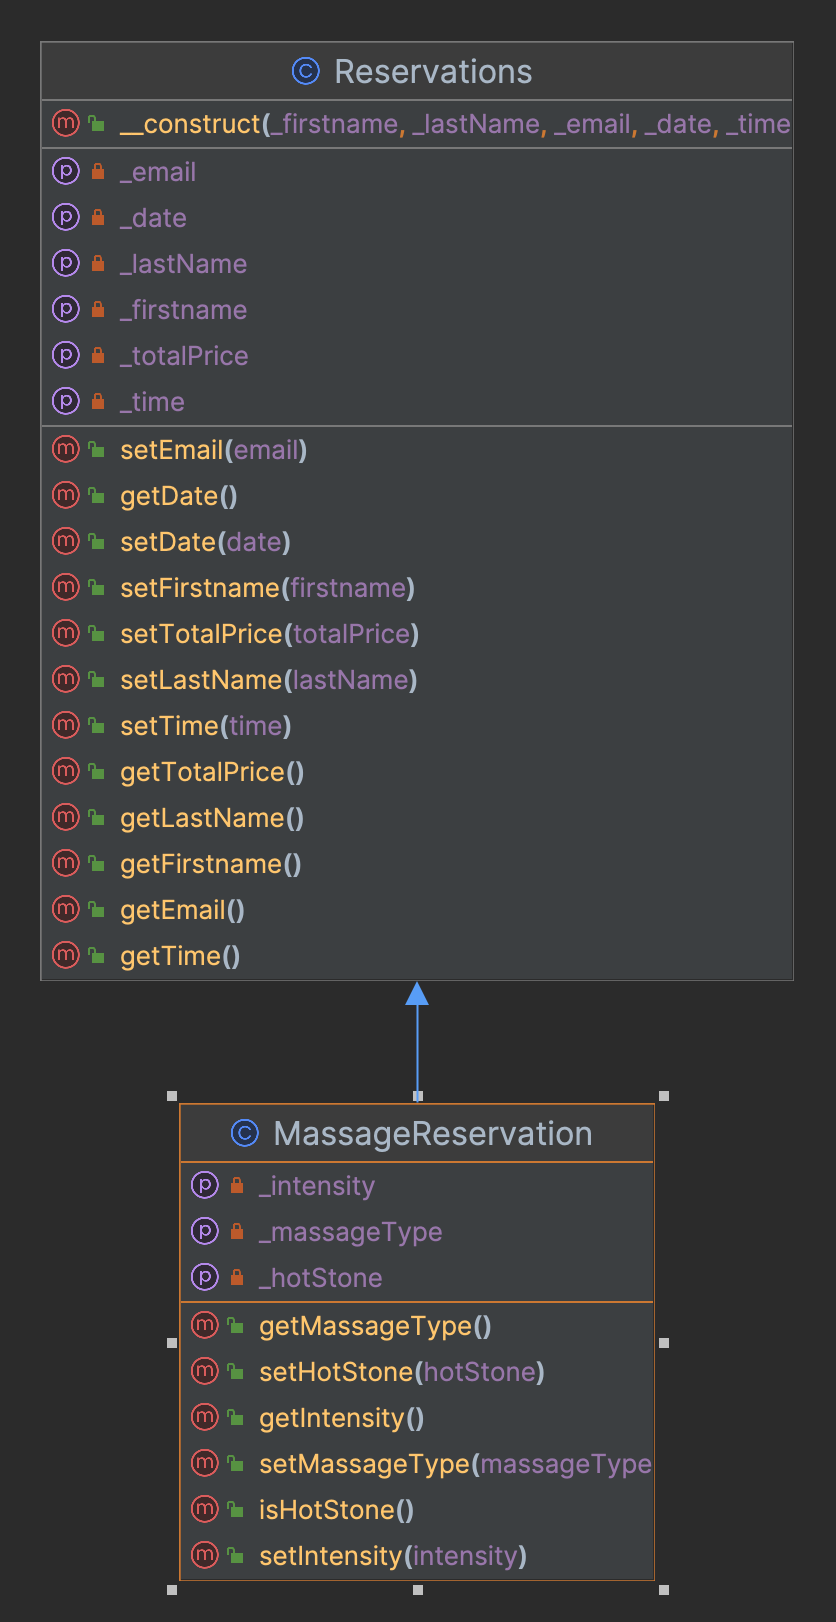 Reservations
__construct(_firstname, _lastName, _email, _date, _time
_email
_date
_lastName
_firstname
_totalPrice
_time
setEmail(email)
getDate()
setDate(date)
setFirstname(firstname)
setTotalPrice(totalPrice)
setLastName(lastName)
setTime(time)
getTotalPrice()
getLastName()
getFirstname()
getEmail()
getTime()
MassageReservation
_intensity
_massageType
_hotStone
getMassageType()
setHotStone(hotStone)
getIntensity()
setMassageType(massageType
isHotStone()
setIntensity(intensity)